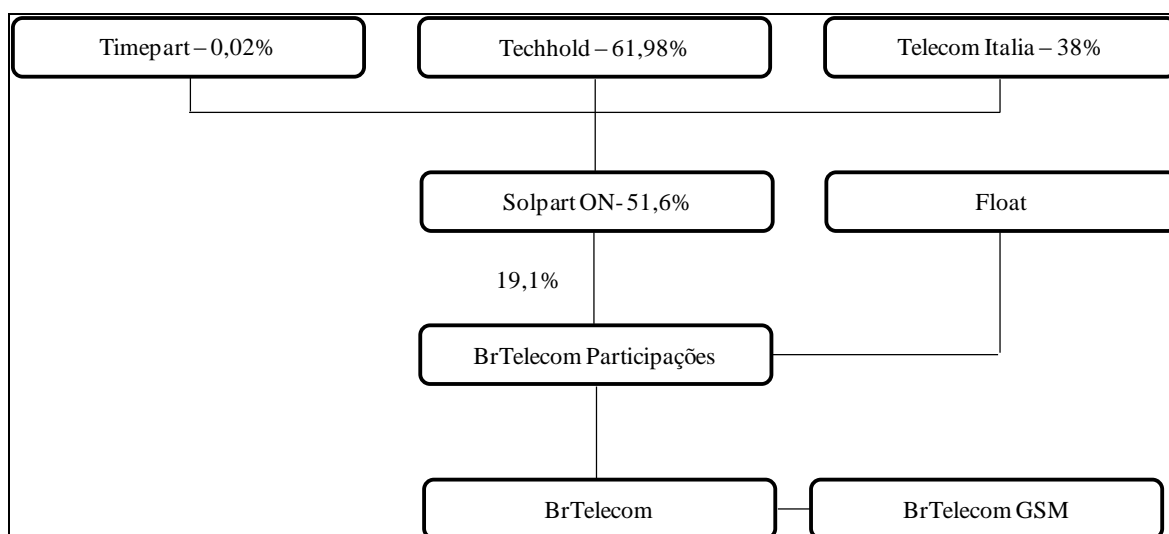 Timepart – 0,02%
Techhold – 61,98%
Telecom Italia – 38%
Solpart ON- 51,6%
Float
19,1%
BrTelecom Participações
BrTelecom
BrTelecom GSM